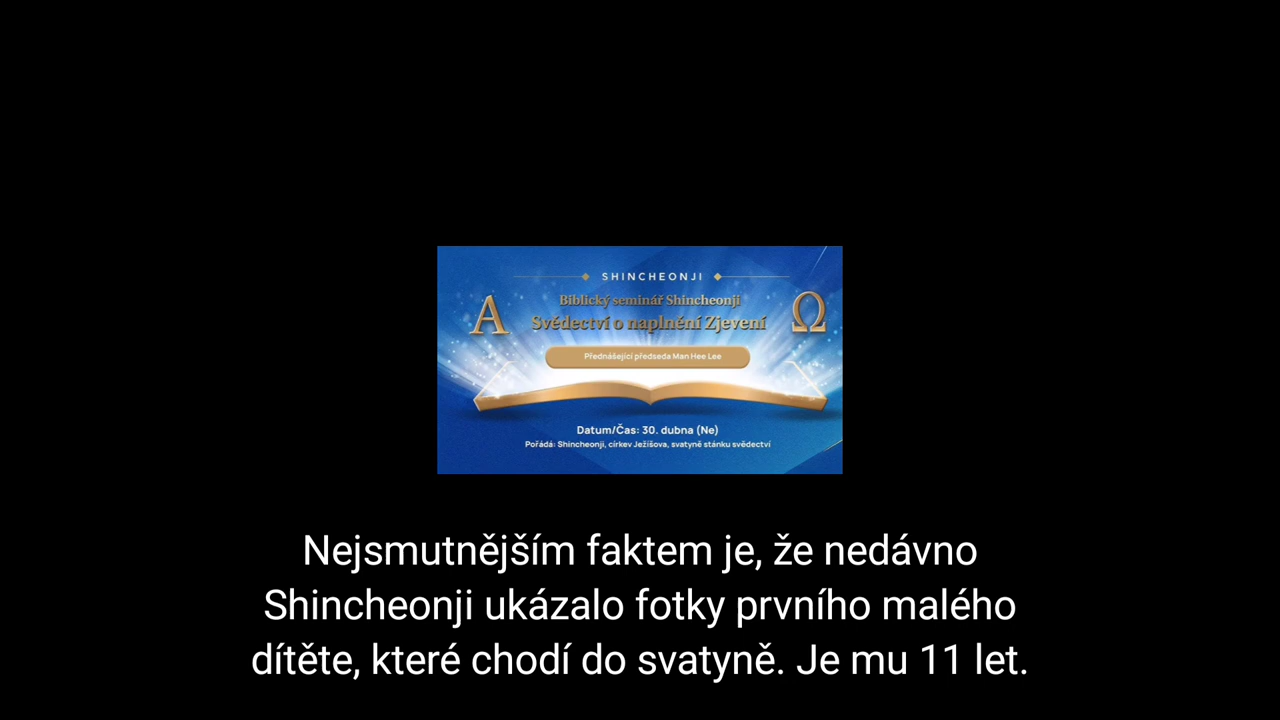 SHINCHEONJI
Α
Biblický seminář Shincheonji
Ω
Svědectví o naplnění Zjevení
Přednášející předseda Man Hee Lee
Datum/Čas: 30. dubna (Ne)
Pořádá: Shincheonji, církev Ježíšova, svatyně stánku svědectví
Nejsmutnějším faktem je, že nedávno
Shincheonji ukázalo fotky prvního malého
dítěte, které chodí do svatyně. Je mu 11 let.